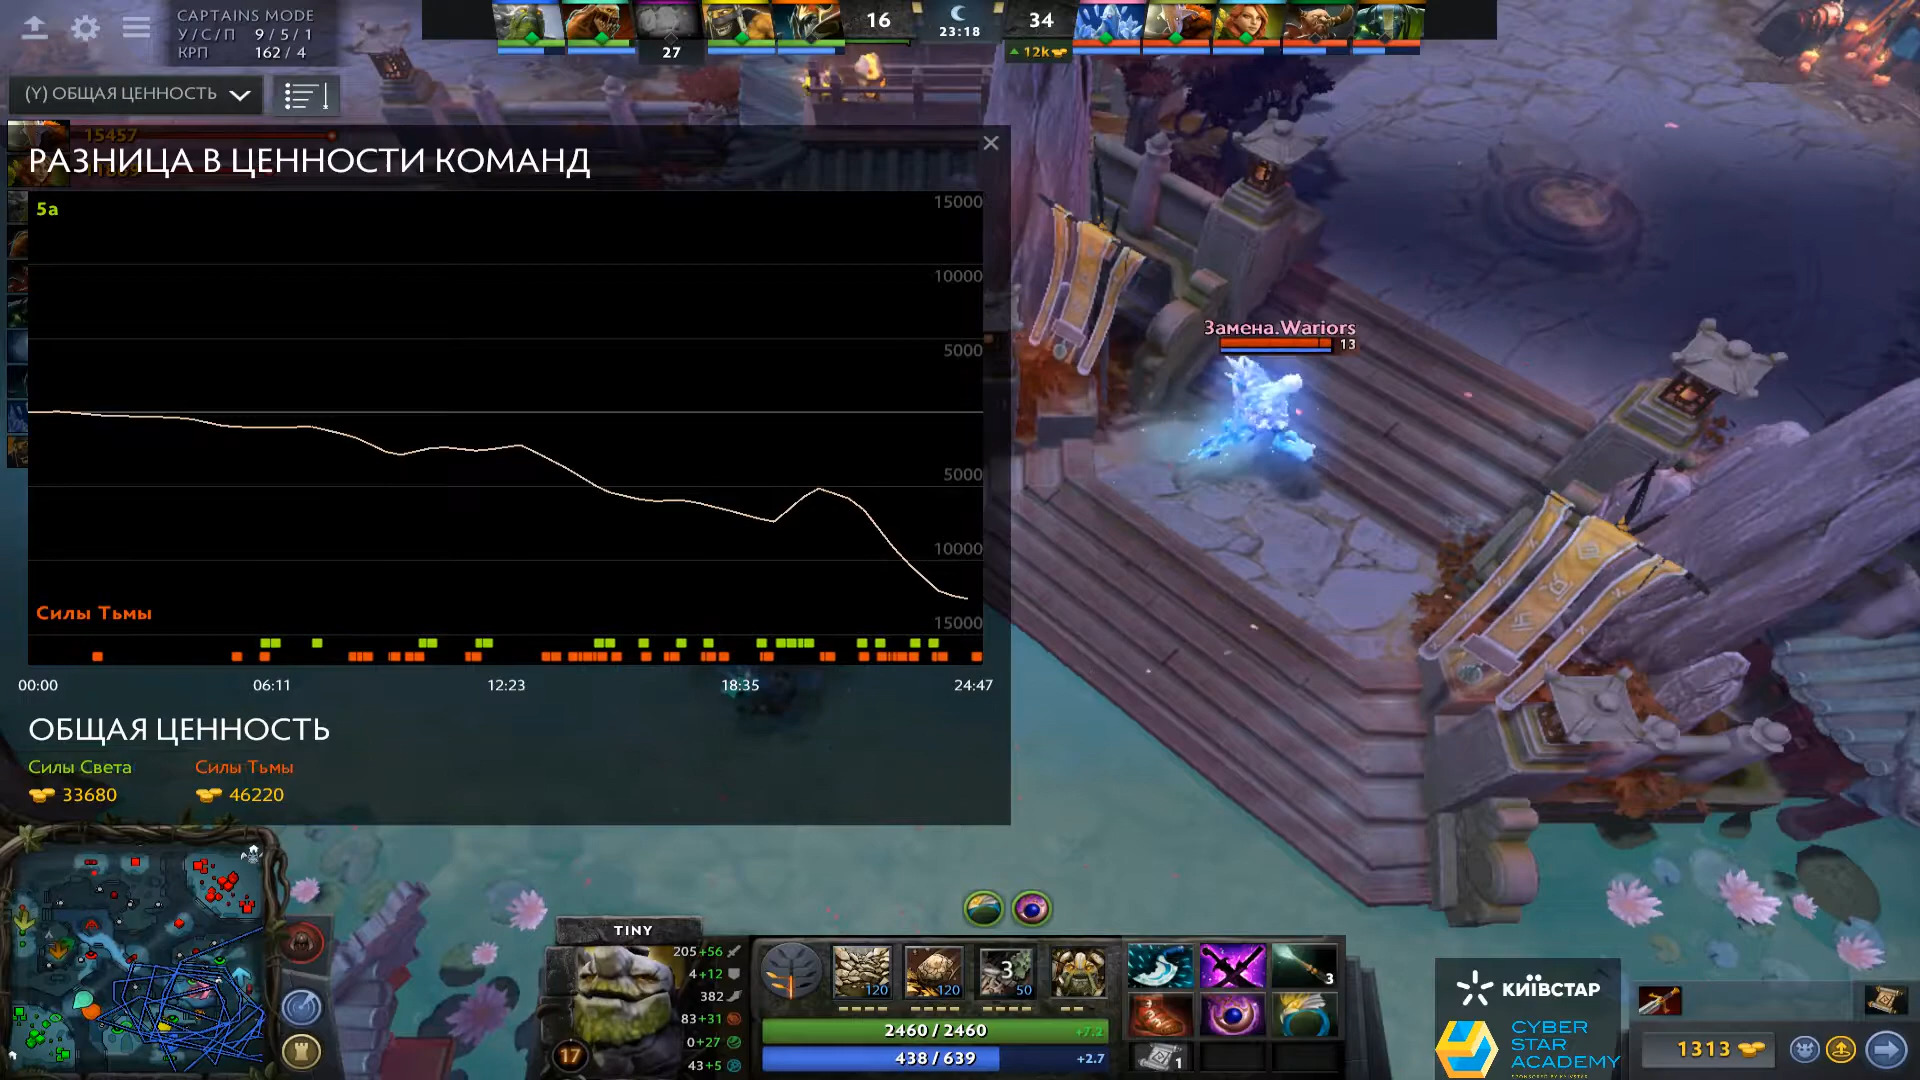 CAPTAINS MODE
У/С/П 9/5/1
КРП 162/4
16
23:18
34
27
12k
(Y) ОБЩАЯ ЦЕННОСТЬ
15457
РАЗНИЦА В ЦЕННОСТИ КОМАНД
5a
15000
10000
5000
5000
10000
15000
Силы Тьмы
00:00 06:11 12:23 18:35 24:47
ОБЩАЯ ЦЕННОСТЬ
Силы Света Силы Тьмы
33680 46220
Замена.Wariors
13
TINY
205+56
4+12
382
83+31
0+27
43+5
17
120 120 3 50
2460 / 2460 +7.2
438 / 639 +2.7
3
1
КИЇВСТАР
CYBER
STAR
ACADEMY
1313